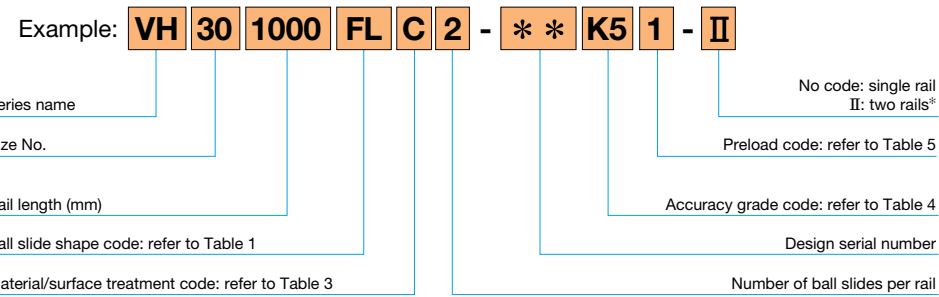 Example: VH 30 1000 FL C 2 - ** K5 1 - Ⅱ
No code: single rail
eries name Ⅱ: two rails*
ze No. Preload code: refer to Table 5
ail length (mm) Accuracy grade code: refer to Table 4
all slide shape code: refer to Table 1 Design serial number
aterial/surface treatment code: refer to Table 3 Number of ball slides per rail